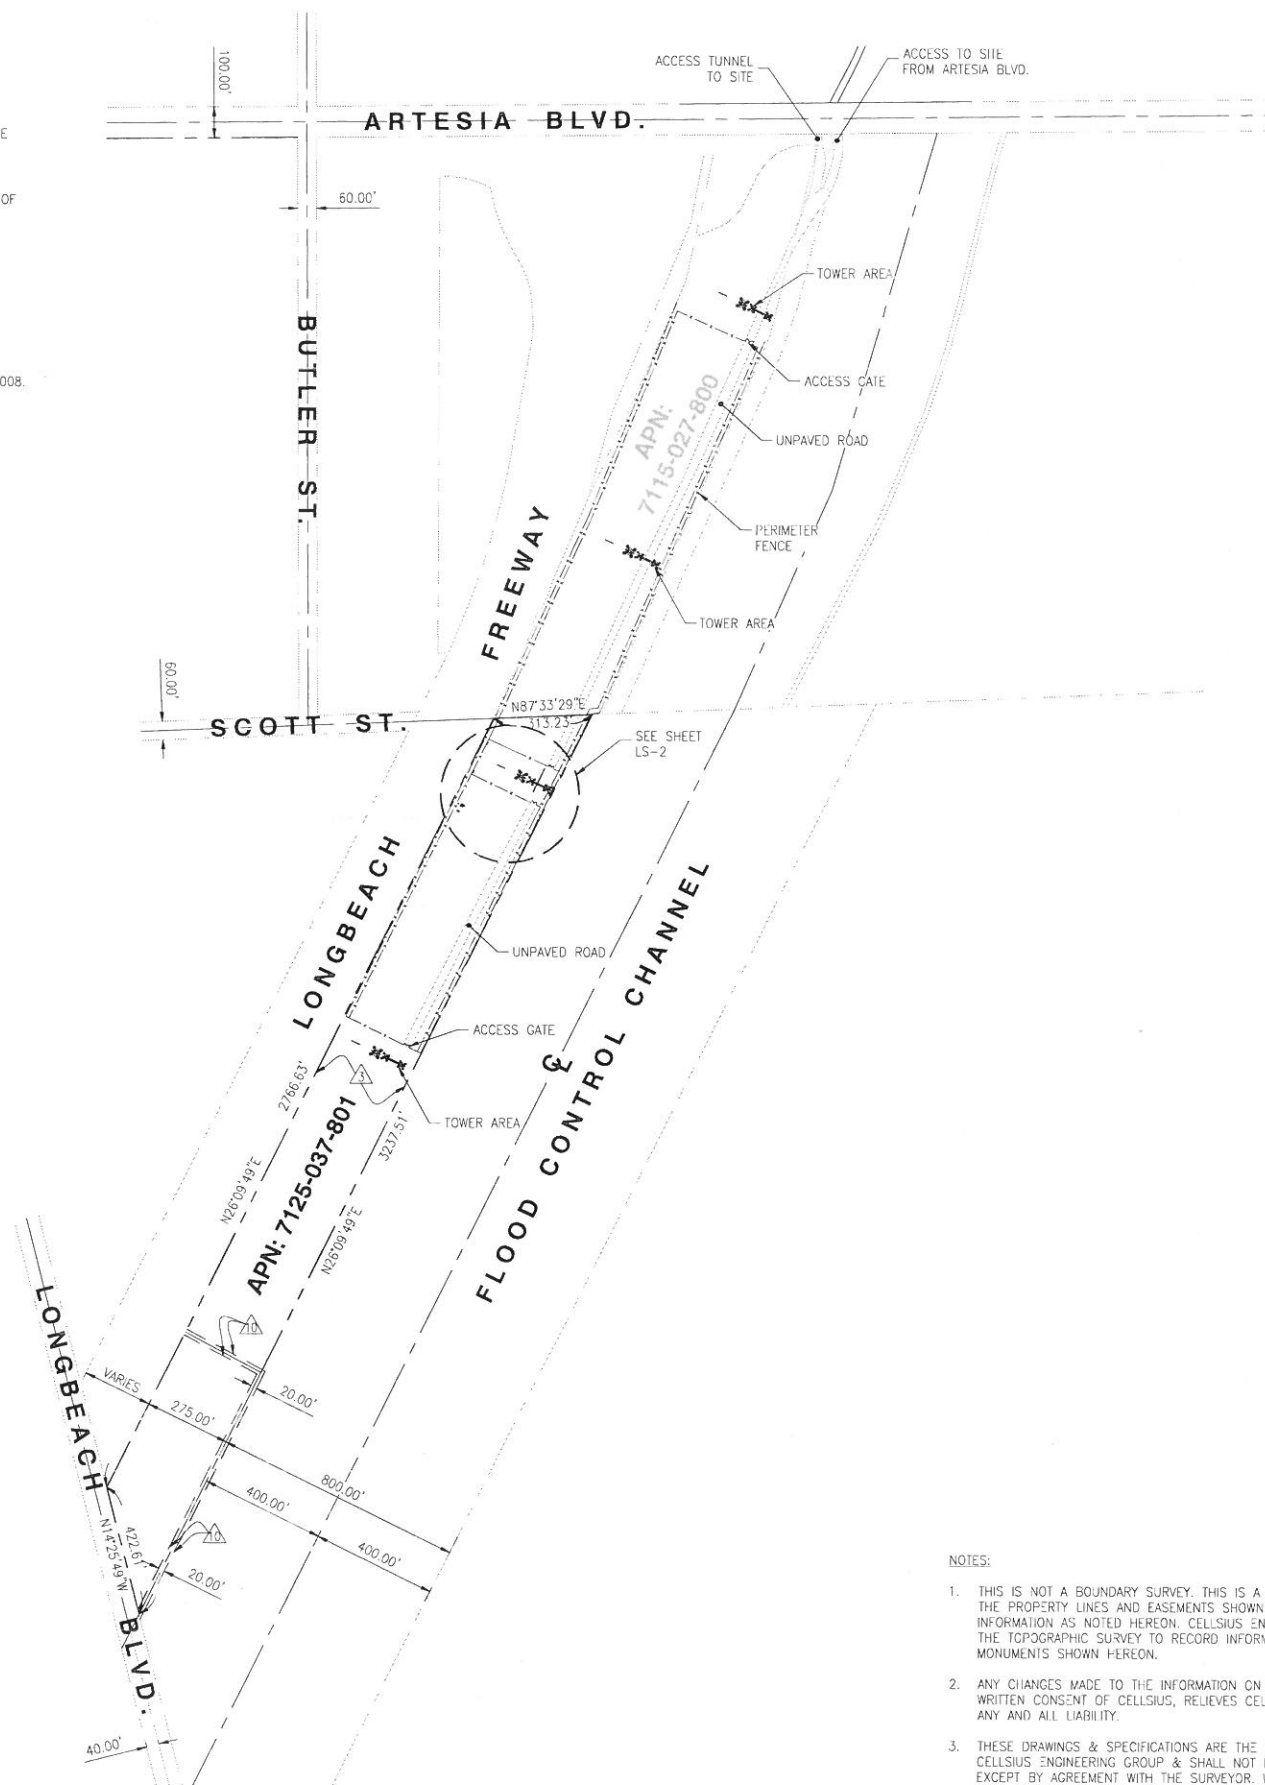 ACCESS TUNNEL
TO SITE
ACCESS TO SITE
FROM ARTESIA BLVD.
100.00'
ARTESIA BLVD.
E
OF
60.00'
TOWER AREA
BUTLER ST.
008.
ACCESS GATE
APN:
7115-027-800
UNPAVED ROAD
FREEWAY
PERIMETER
FENCE
TOWER AREA
60.00'
N87°33'29"E
313.23'
SCOTT ST.
SEE SHEET
LS-2
LONGBEACH
FLOOD CONTROL CHANNEL
UNPAVED ROAD
ACCESS GATE
℄
2766.63'
3
TOWER AREA
3237.51'
APN: 7125-037-801
N26°09'49"E
N26°09'49"E
LONGBEACH BLVD.
10
VARIES
20.00'
275.00'
800.00'
400.00'
400.00'
422.61'
N14°25'49"W
10
20.00'
40.00'
NOTES:
1. THIS IS NOT A BOUNDARY SURVEY. THIS IS A
THE PROPERTY LINES AND EASEMENTS SHOWN
INFORMATION AS NOTED HEREON. CELLSIUS EN
THE TOPOGRAPHIC SURVEY TO RECORD INFORM
MONUMENTS SHOWN HEREON.
2. ANY CHANGES MADE TO THE INFORMATION ON
WRITTEN CONSENT OF CELLSIUS, RELIEVES CEL
ANY AND ALL LIABILITY.
3. THESE DRAWINGS & SPECIFICATIONS ARE THE
CELLSIUS ENGINEERING GROUP & SHALL NOT
EXCEPT BY AGREEMENT WITH THE SURVEYOR.